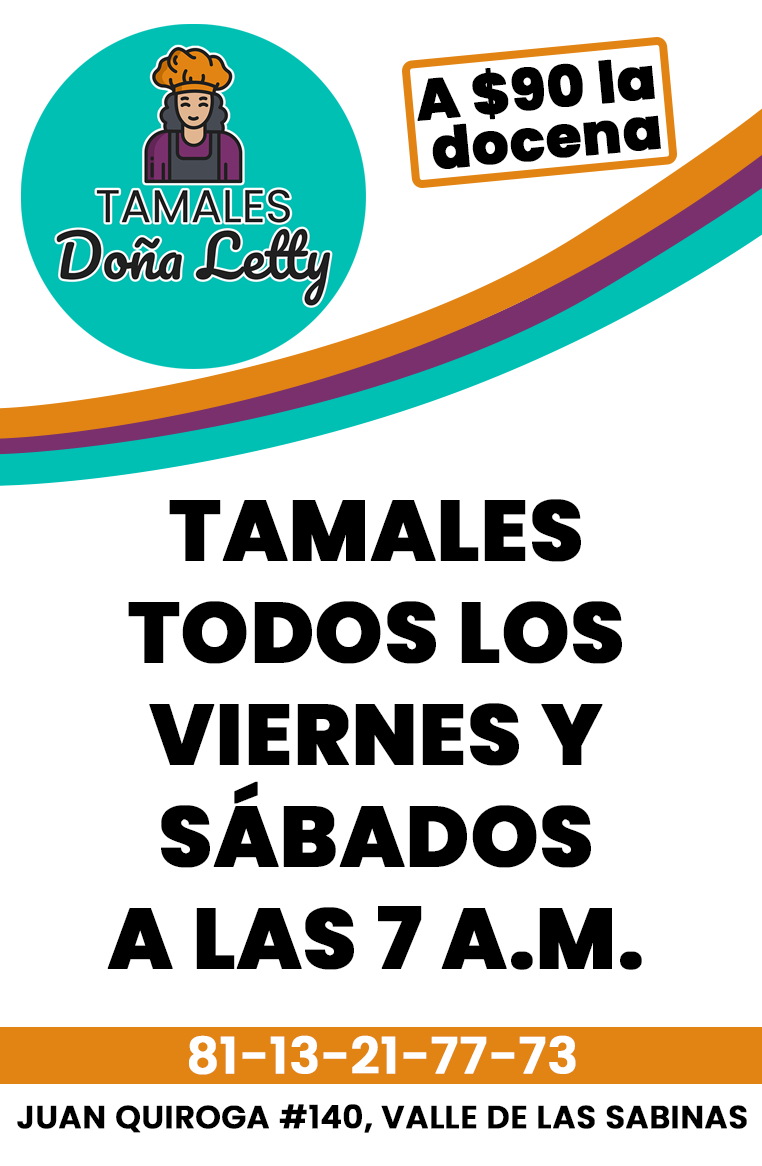 TAMALES
Doña Letty
A $90 la
docena
TAMALES
TODOS LOS
VIERNES Y
SÁBADOS
A LAS 7 A.M.
81-13-21-77-73
JUAN QUIROGA #140, VALLE DE LAS SABINAS